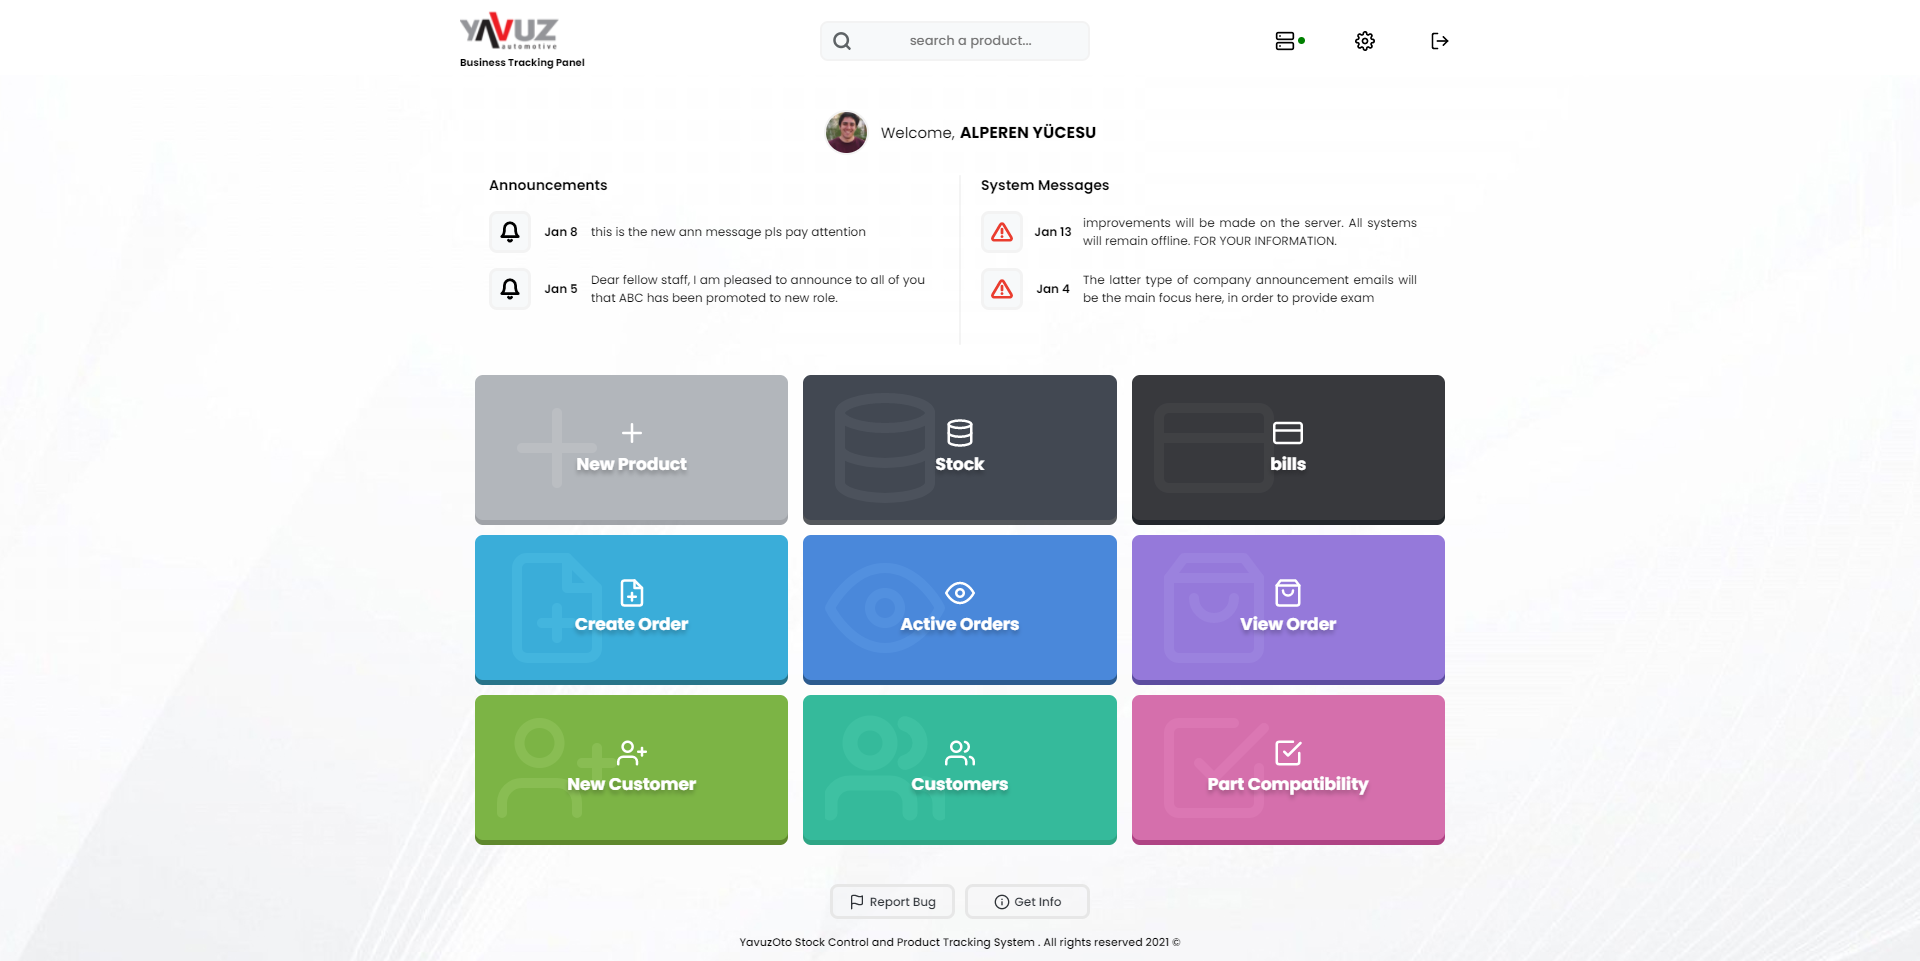 YAVUZ
automotive
Business Tracking Panel
search a product...
Welcome, ALPEREN YÜCESU
Announcements
Jan 8 this is the new ann message pls pay attention
Jan 5 Dear fellow staff, I am pleased to announce to all of you
that ABC has been promoted to new role.
System Messages
Jan 13 improvements will be made on the server. All systems
will remain offline. FOR YOUR INFORMATION.
Jan 4 The latter type of company announcement emails will
be the main focus here, in order to provide exam
New Product
Stock
bills
Create Order
Active Orders
View Order
New Customer
Customers
Part Compatibility
Report Bug
Get Info
YavuzOto Stock Control and Product Tracking System . All rights reserved 2021 ©